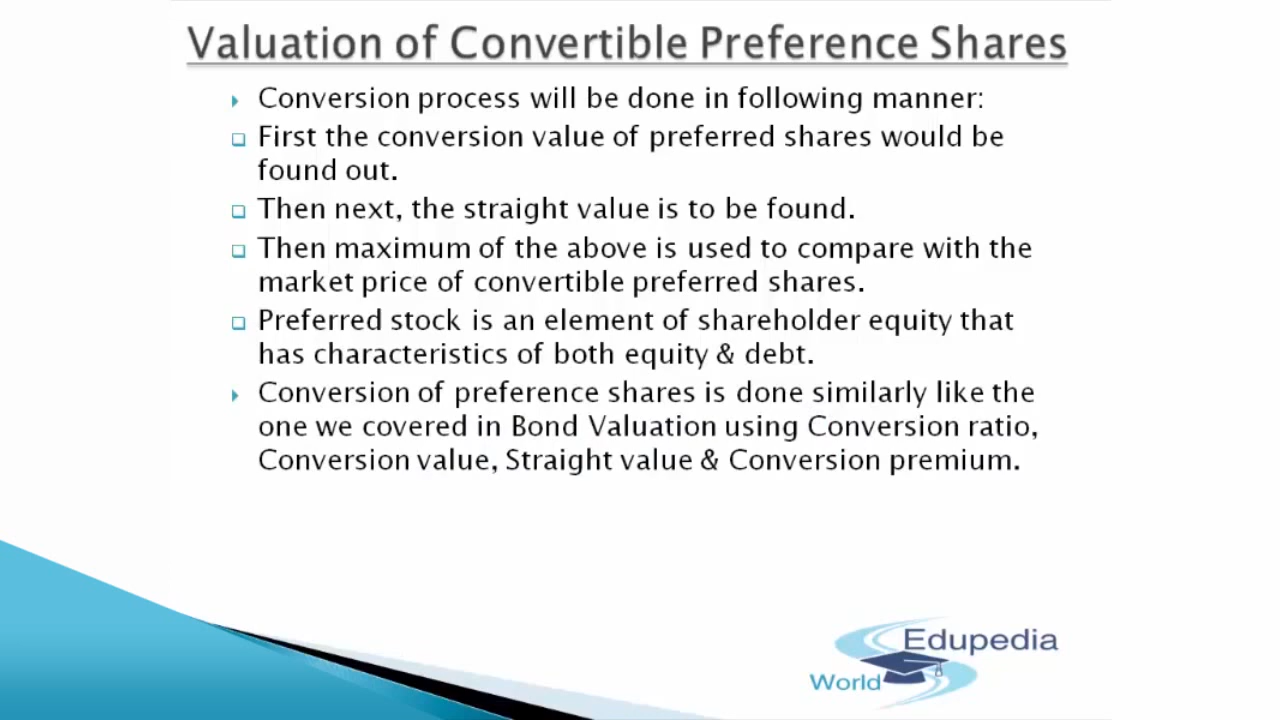 Valuation of Convertible Preference Shares
Conversion process will be done in following manner:
First the conversion value of preferred shares would be
found out.
Then next, the straight value is to be found.
Then maximum of the above is used to compare with the
market price of convertible preferred shares.
Preferred stock is an element of shareholder equity that
has characteristics of both equity & debt.
Conversion of preference shares is done similarly like the
one we covered in Bond Valuation using Conversion ratio,
Conversion value, Straight value & Conversion premium.
Edupedia
World